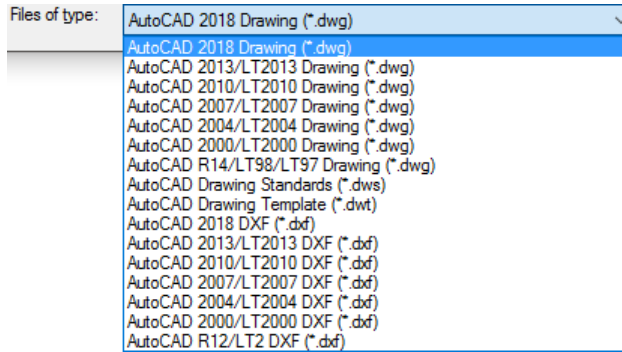 Files of type: AutoCAD 2018 Drawing (*.dwg)
AutoCAD 2018 Drawing (*.dwg)
AutoCAD 2013/LT2013 Drawing (*.dwg)
AutoCAD 2010/LT2010 Drawing (*.dwg)
AutoCAD 2007/LT2007 Drawing (*.dwg)
AutoCAD 2004/LT2004 Drawing (*.dwg)
AutoCAD 2000/LT2000 Drawing (*.dwg)
AutoCAD R14/LT98/LT97 Drawing (*.dwg)
AutoCAD Drawing Standards (*.dws)
AutoCAD Drawing Template (*.dwt)
AutoCAD 2018 DXF (*.dxf)
AutoCAD 2013/LT2013 DXF (*.dxf)
AutoCAD 2010/LT2010 DXF (*.dxf)
AutoCAD 2007/LT2007 DXF (*.dxf)
AutoCAD 2004/LT2004 DXF (*.dxf)
AutoCAD 2000/LT2000 DXF (*.dxf)
AutoCAD R12/LT2 DXF (*.dxf)